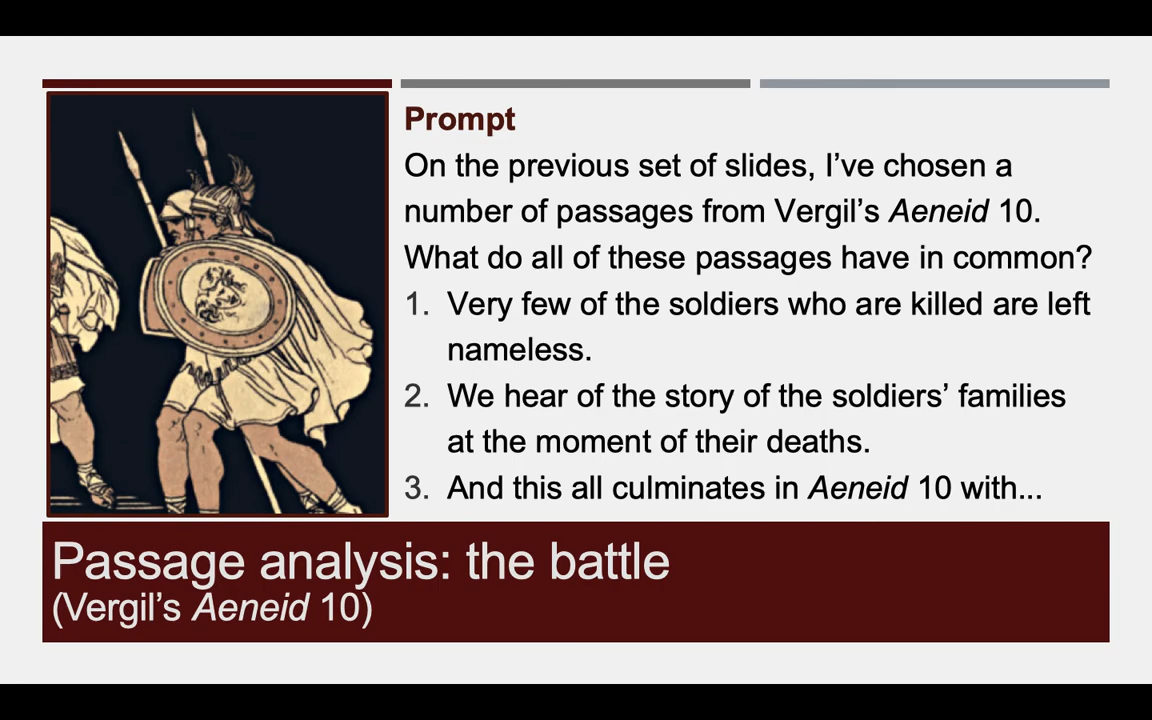 Prompt
On the previous set of slides, I’ve chosen a
number of passages from Vergil’s Aeneid 10.
What do all of these passages have in common?
1. Very few of the soldiers who are killed are left
nameless.
2. We hear of the story of the soldiers’ families
at the moment of their deaths.
3. And this all culminates in Aeneid 10 with...
Passage analysis: the battle
(Vergil’s Aeneid 10)